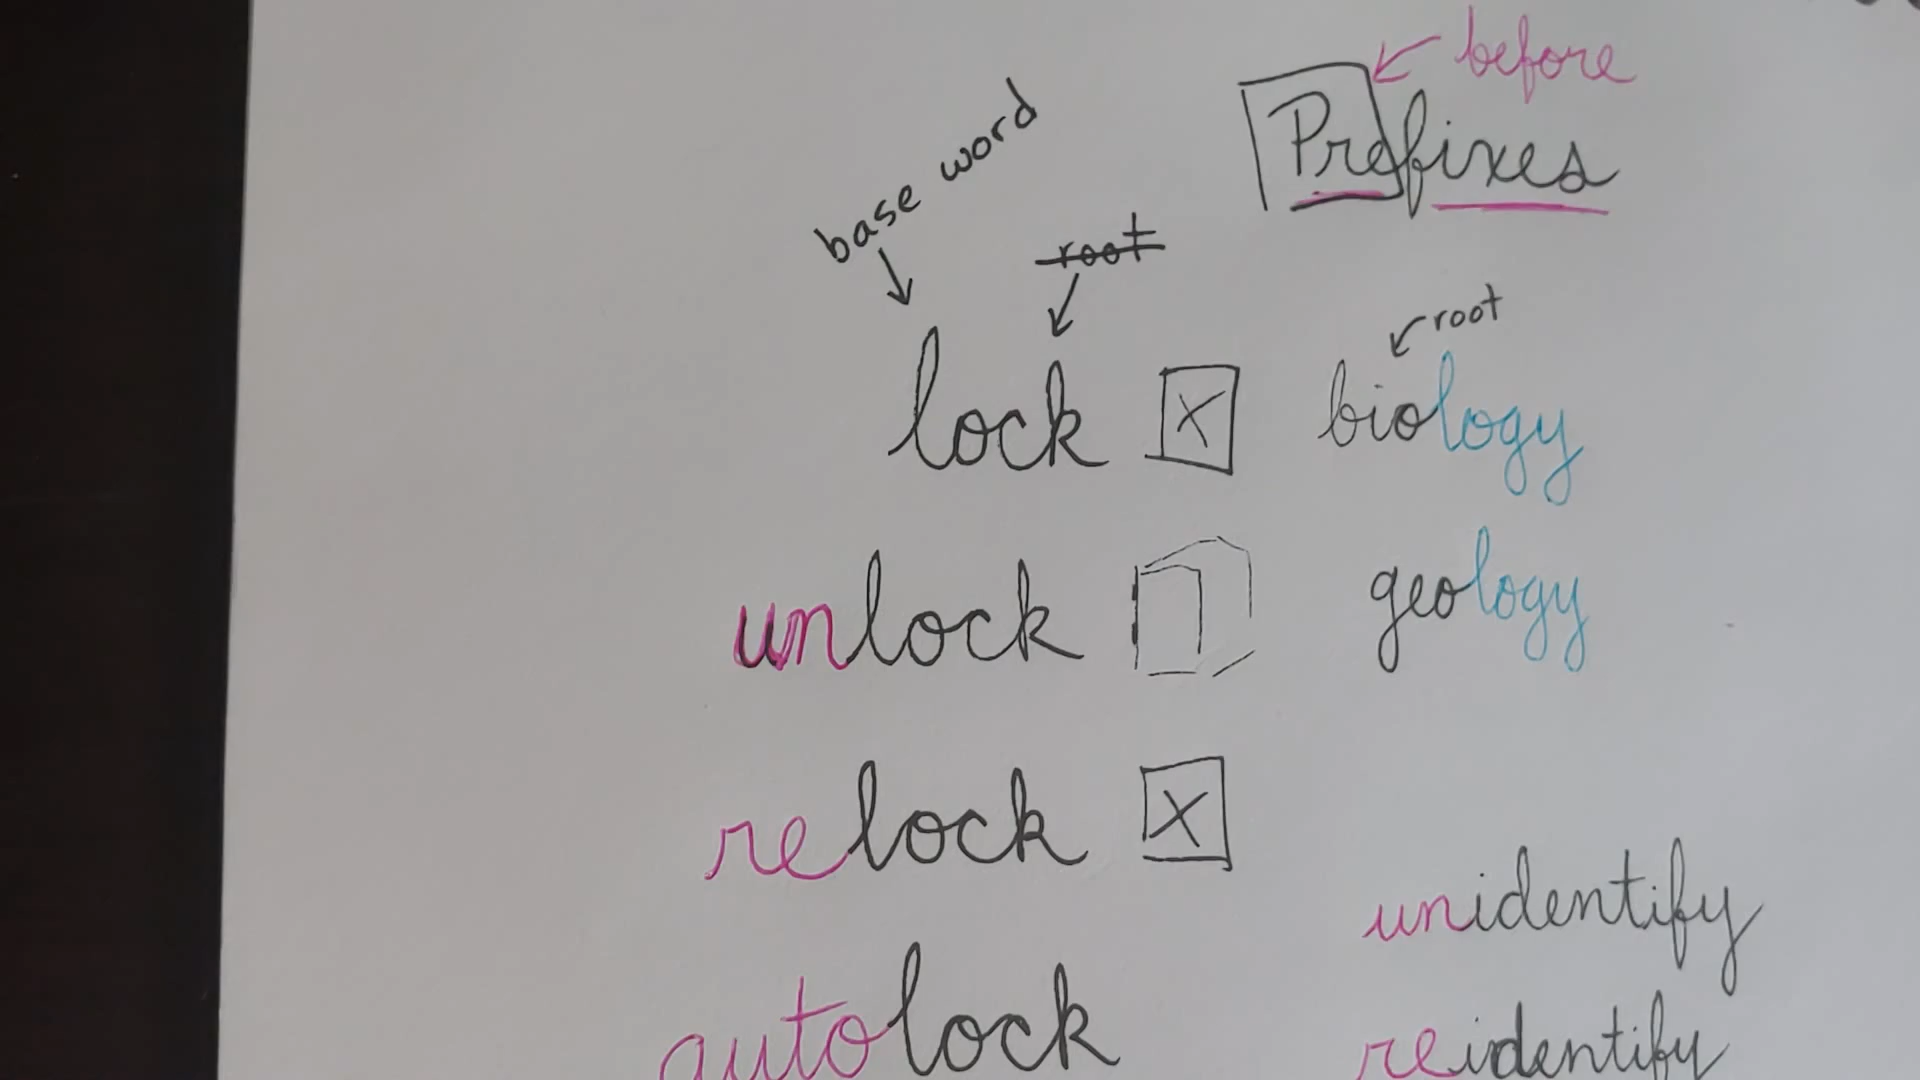 before
Prefixes
base word
root
root
lock X biology
unlock geology
relock X
unidentify
autolock
reidentify